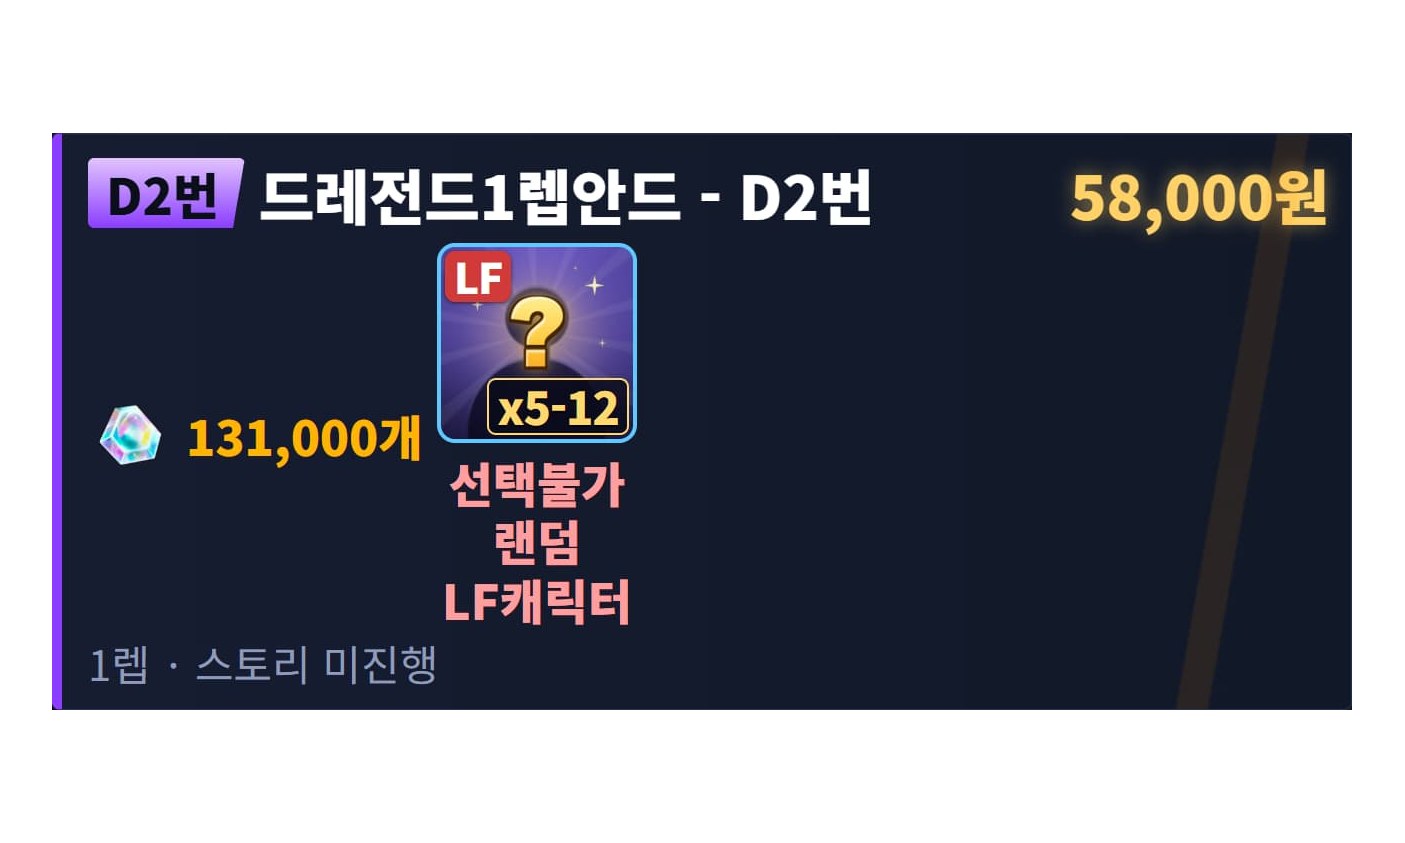 D2번 드레전드1렙안드 - D2번 58,000원
LF
?
x5-12
131,000개
선택불가
랜덤
LF캐릭터
1렙 · 스토리 미진행